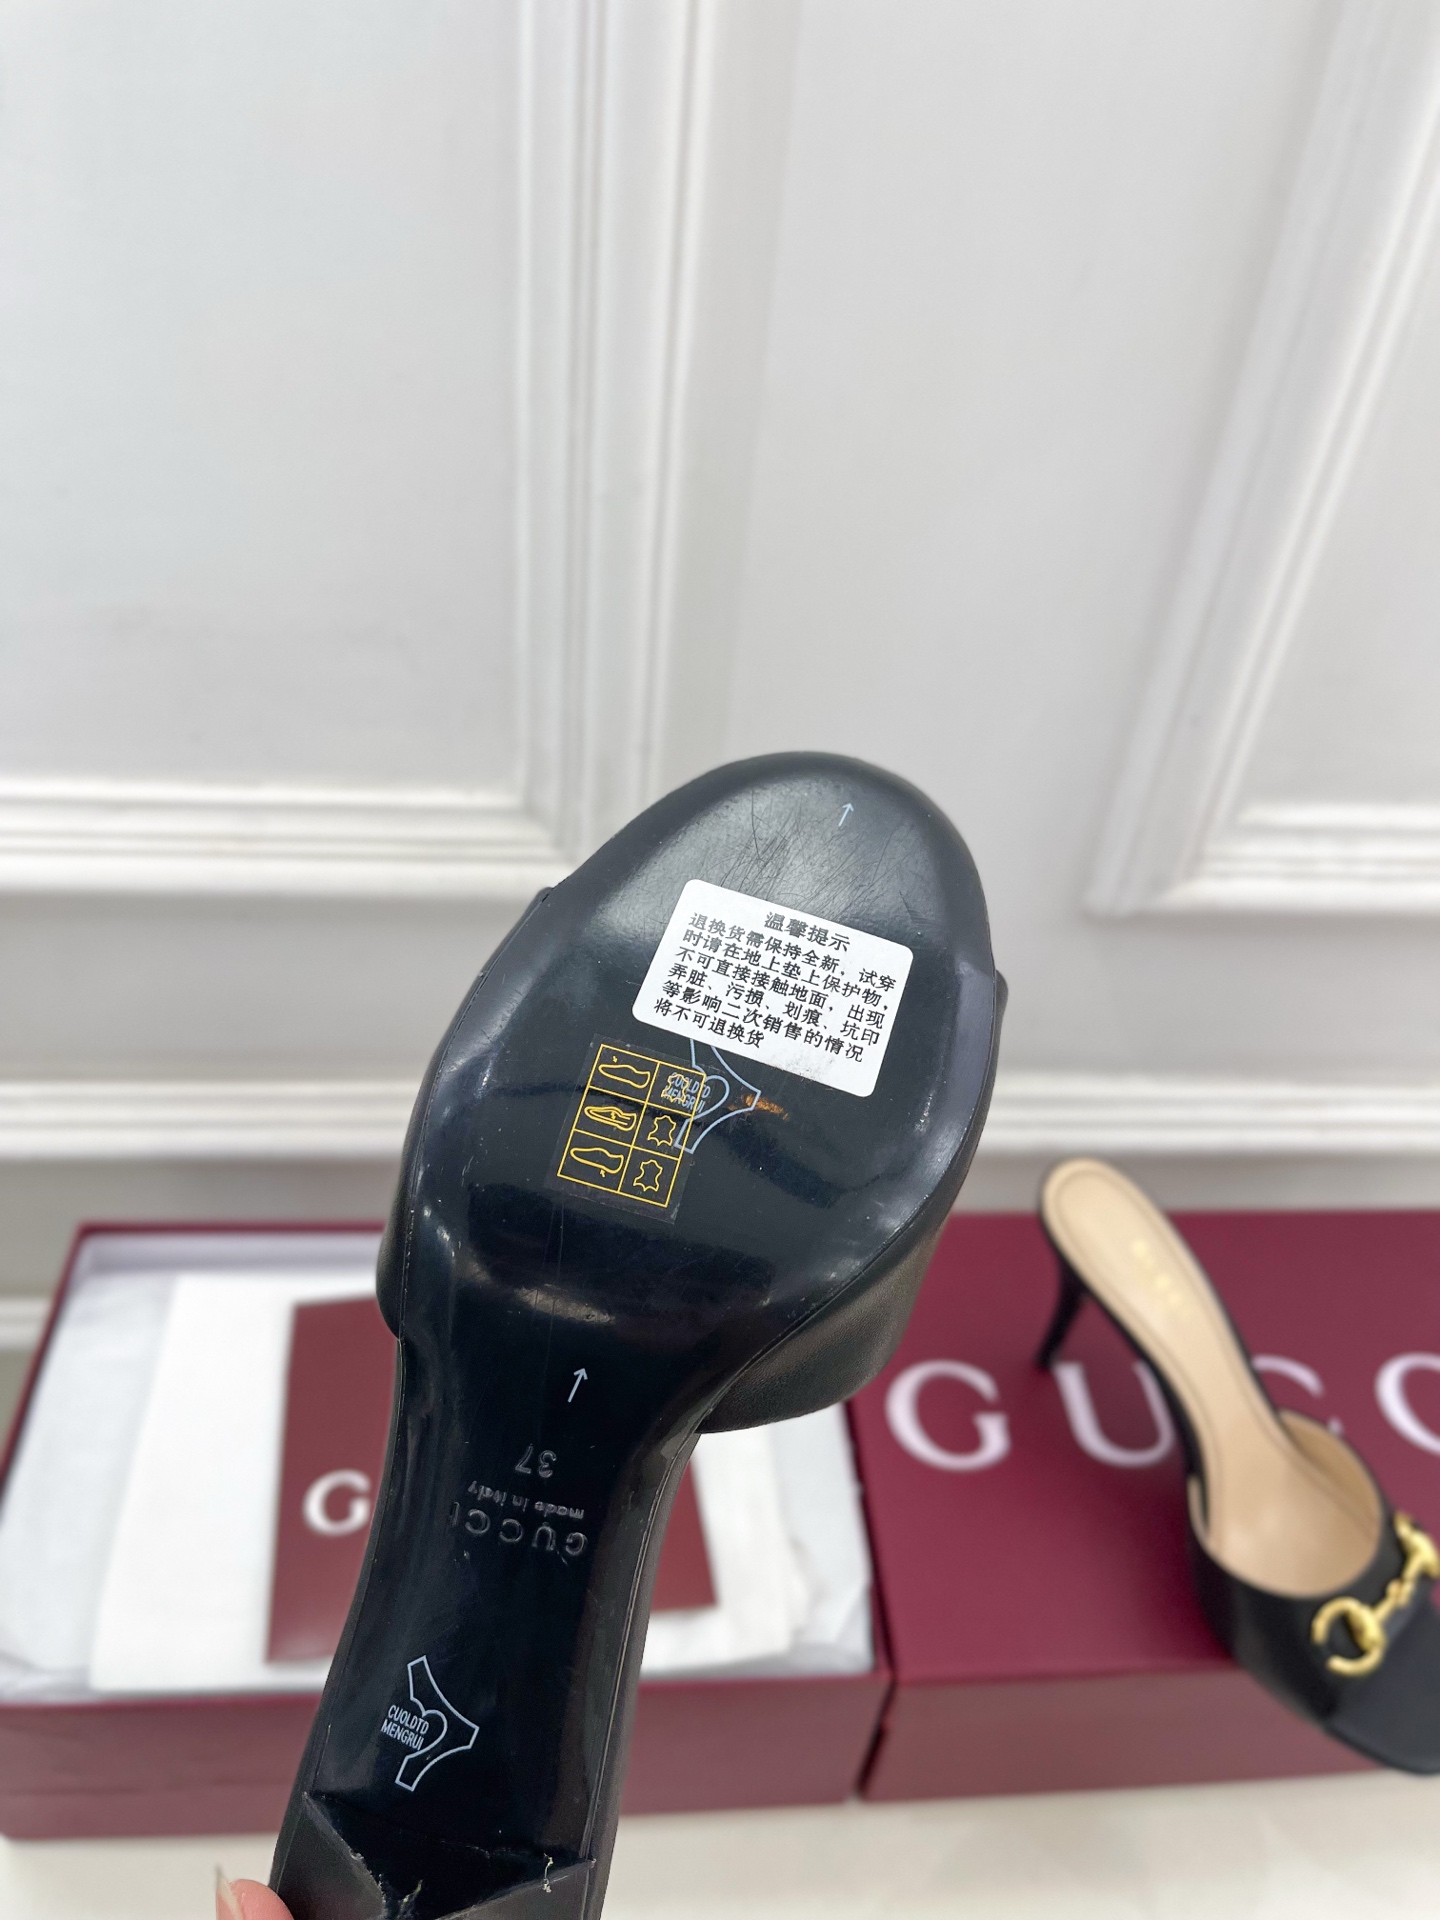 温馨提示
退换货需保持全新，试穿
时请在地上垫上保护物，
不可直接接触地面，出现
弄脏、污损、划痕、坑印
等影响二次销售的情况
将不可退换货
CUOLDTD
MENGRUI
37
made in italy
GUCCI
CUOLDTD
MENGRUI
G
GUCC